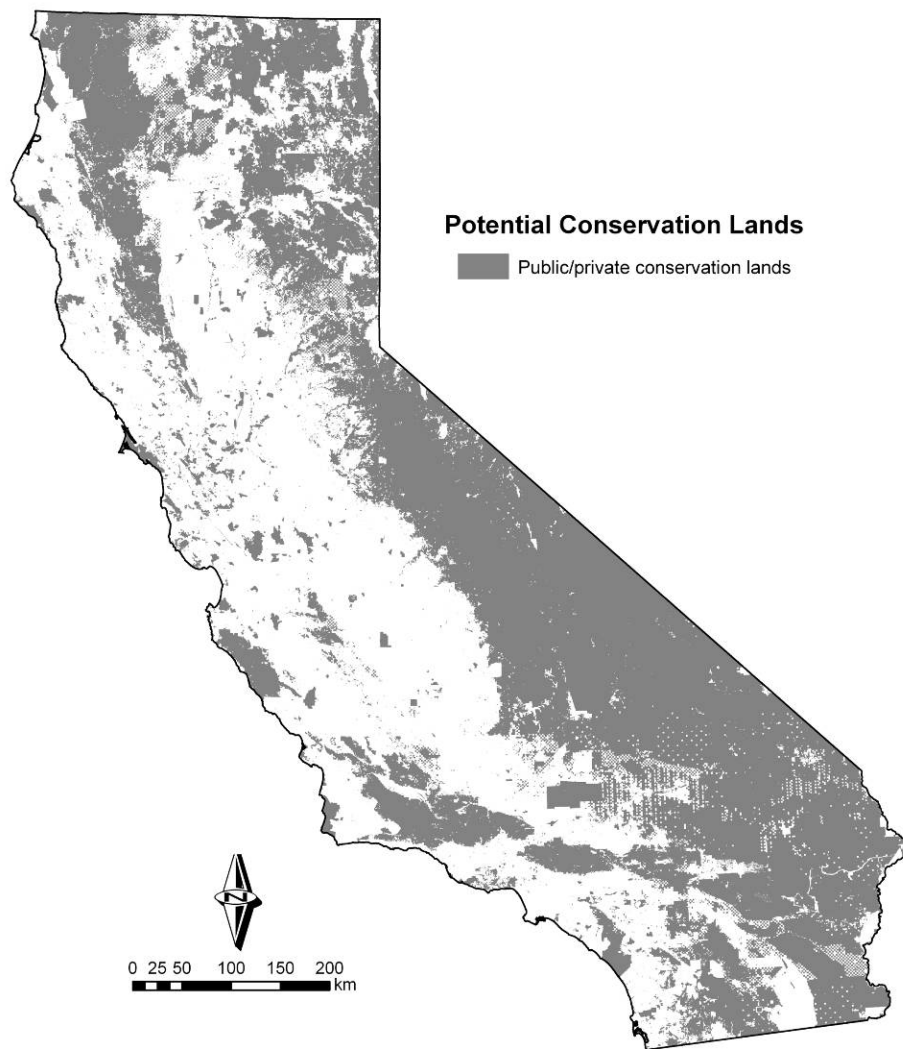 Potential Conservation Lands
Public/private conservation lands
N
0 25 50 100 150 200
km